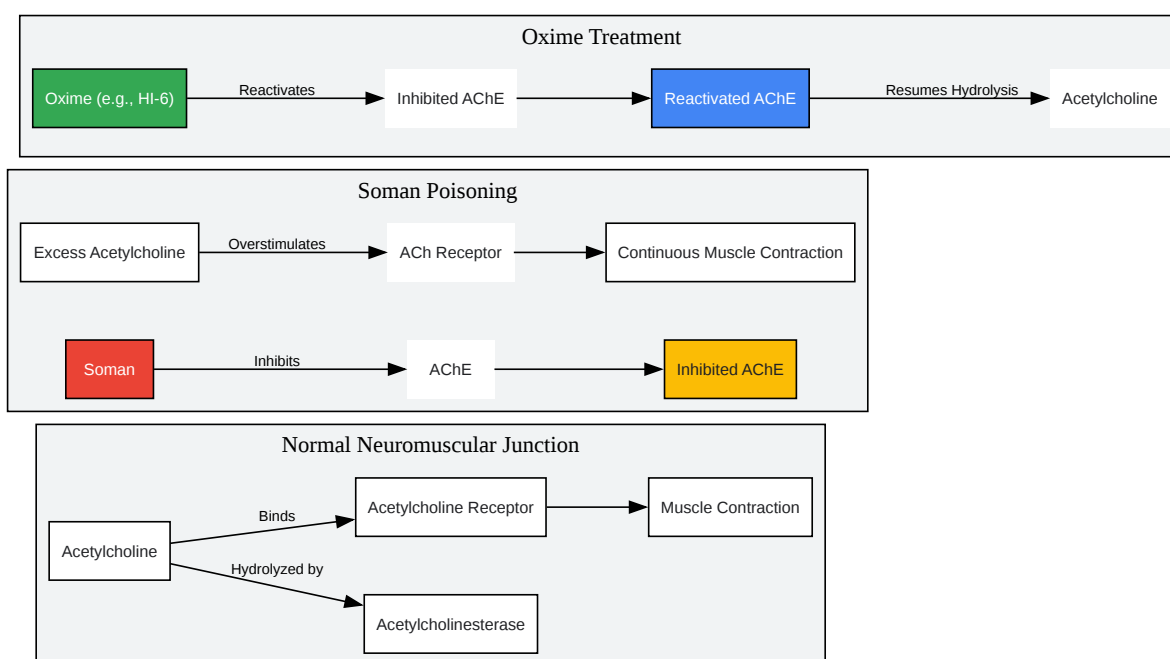 Oxime Treatment
Oxime (e.g., HI-6)
Reactivates
Inhibited AChE
Reactivated AChE
Resumes Hydrolysis
Acetylcholine
Soman Poisoning
Excess Acetylcholine
Overstimulates
ACh Receptor
Continuous Muscle Contraction
Soman
Inhibits
AChE
Inhibited AChE
Normal Neuromuscular Junction
Acetylcholine
Binds
Acetylcholine Receptor
Muscle Contraction
Hydrolyzed by
Acetylcholinesterase